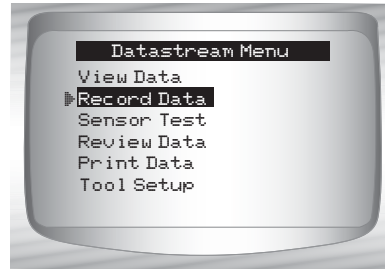 Datastream Menu
View Data
Record Data
Sensor Test
Review Data
Print Data
Tool Setup